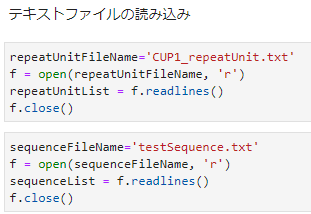 テキストファイルの読み込み
repeatUnitFileName='CUP1_repeatUnit.txt'
f = open(repeatUnitFileName, 'r')
repeatUnitList = f.readlines()
f.close()
sequenceFileName='testSequence.txt'
f = open(sequenceFileName, 'r')
sequenceList = f.readlines()
f.close()